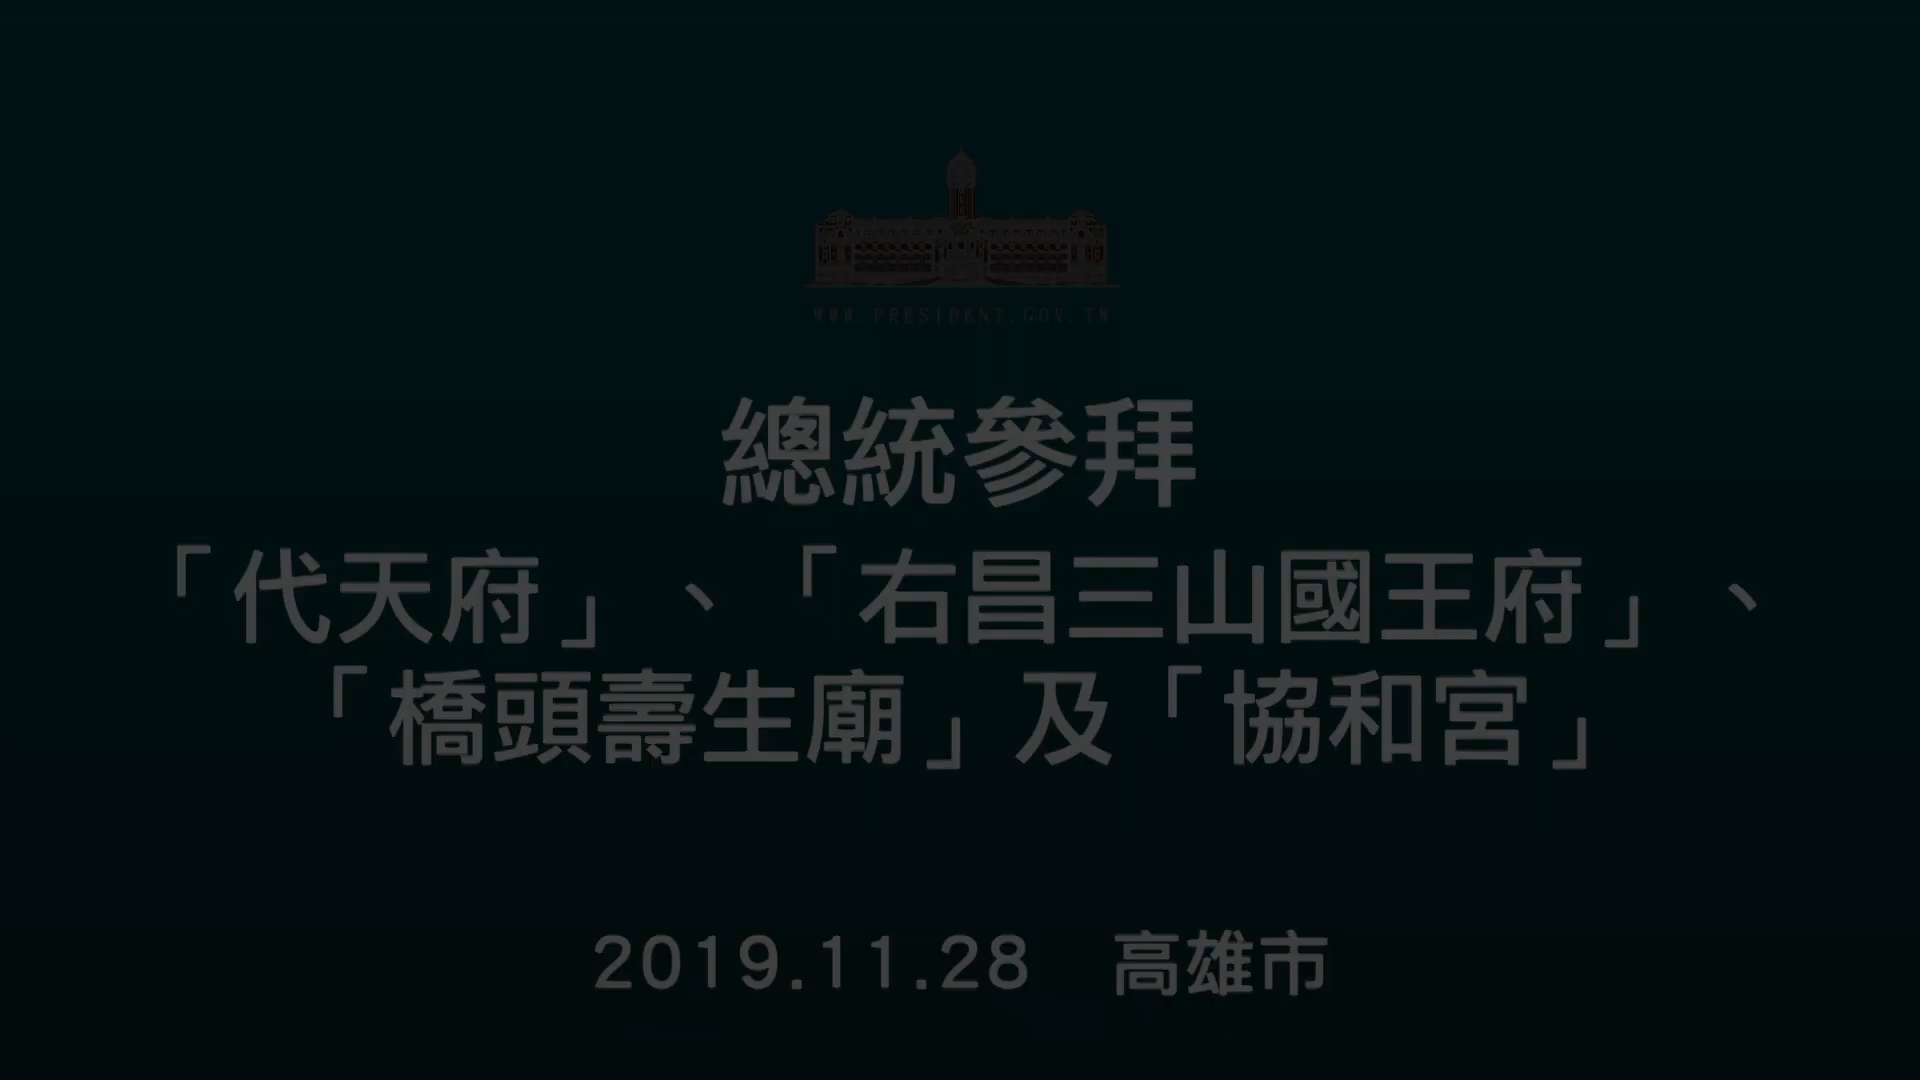 WWW.PRESIDENT.GOV.TW
總統參拜
「代天府」、「右昌三山國王府」、
「橋頭壽生廟」及「協和宮」
2019.11.28 高雄市